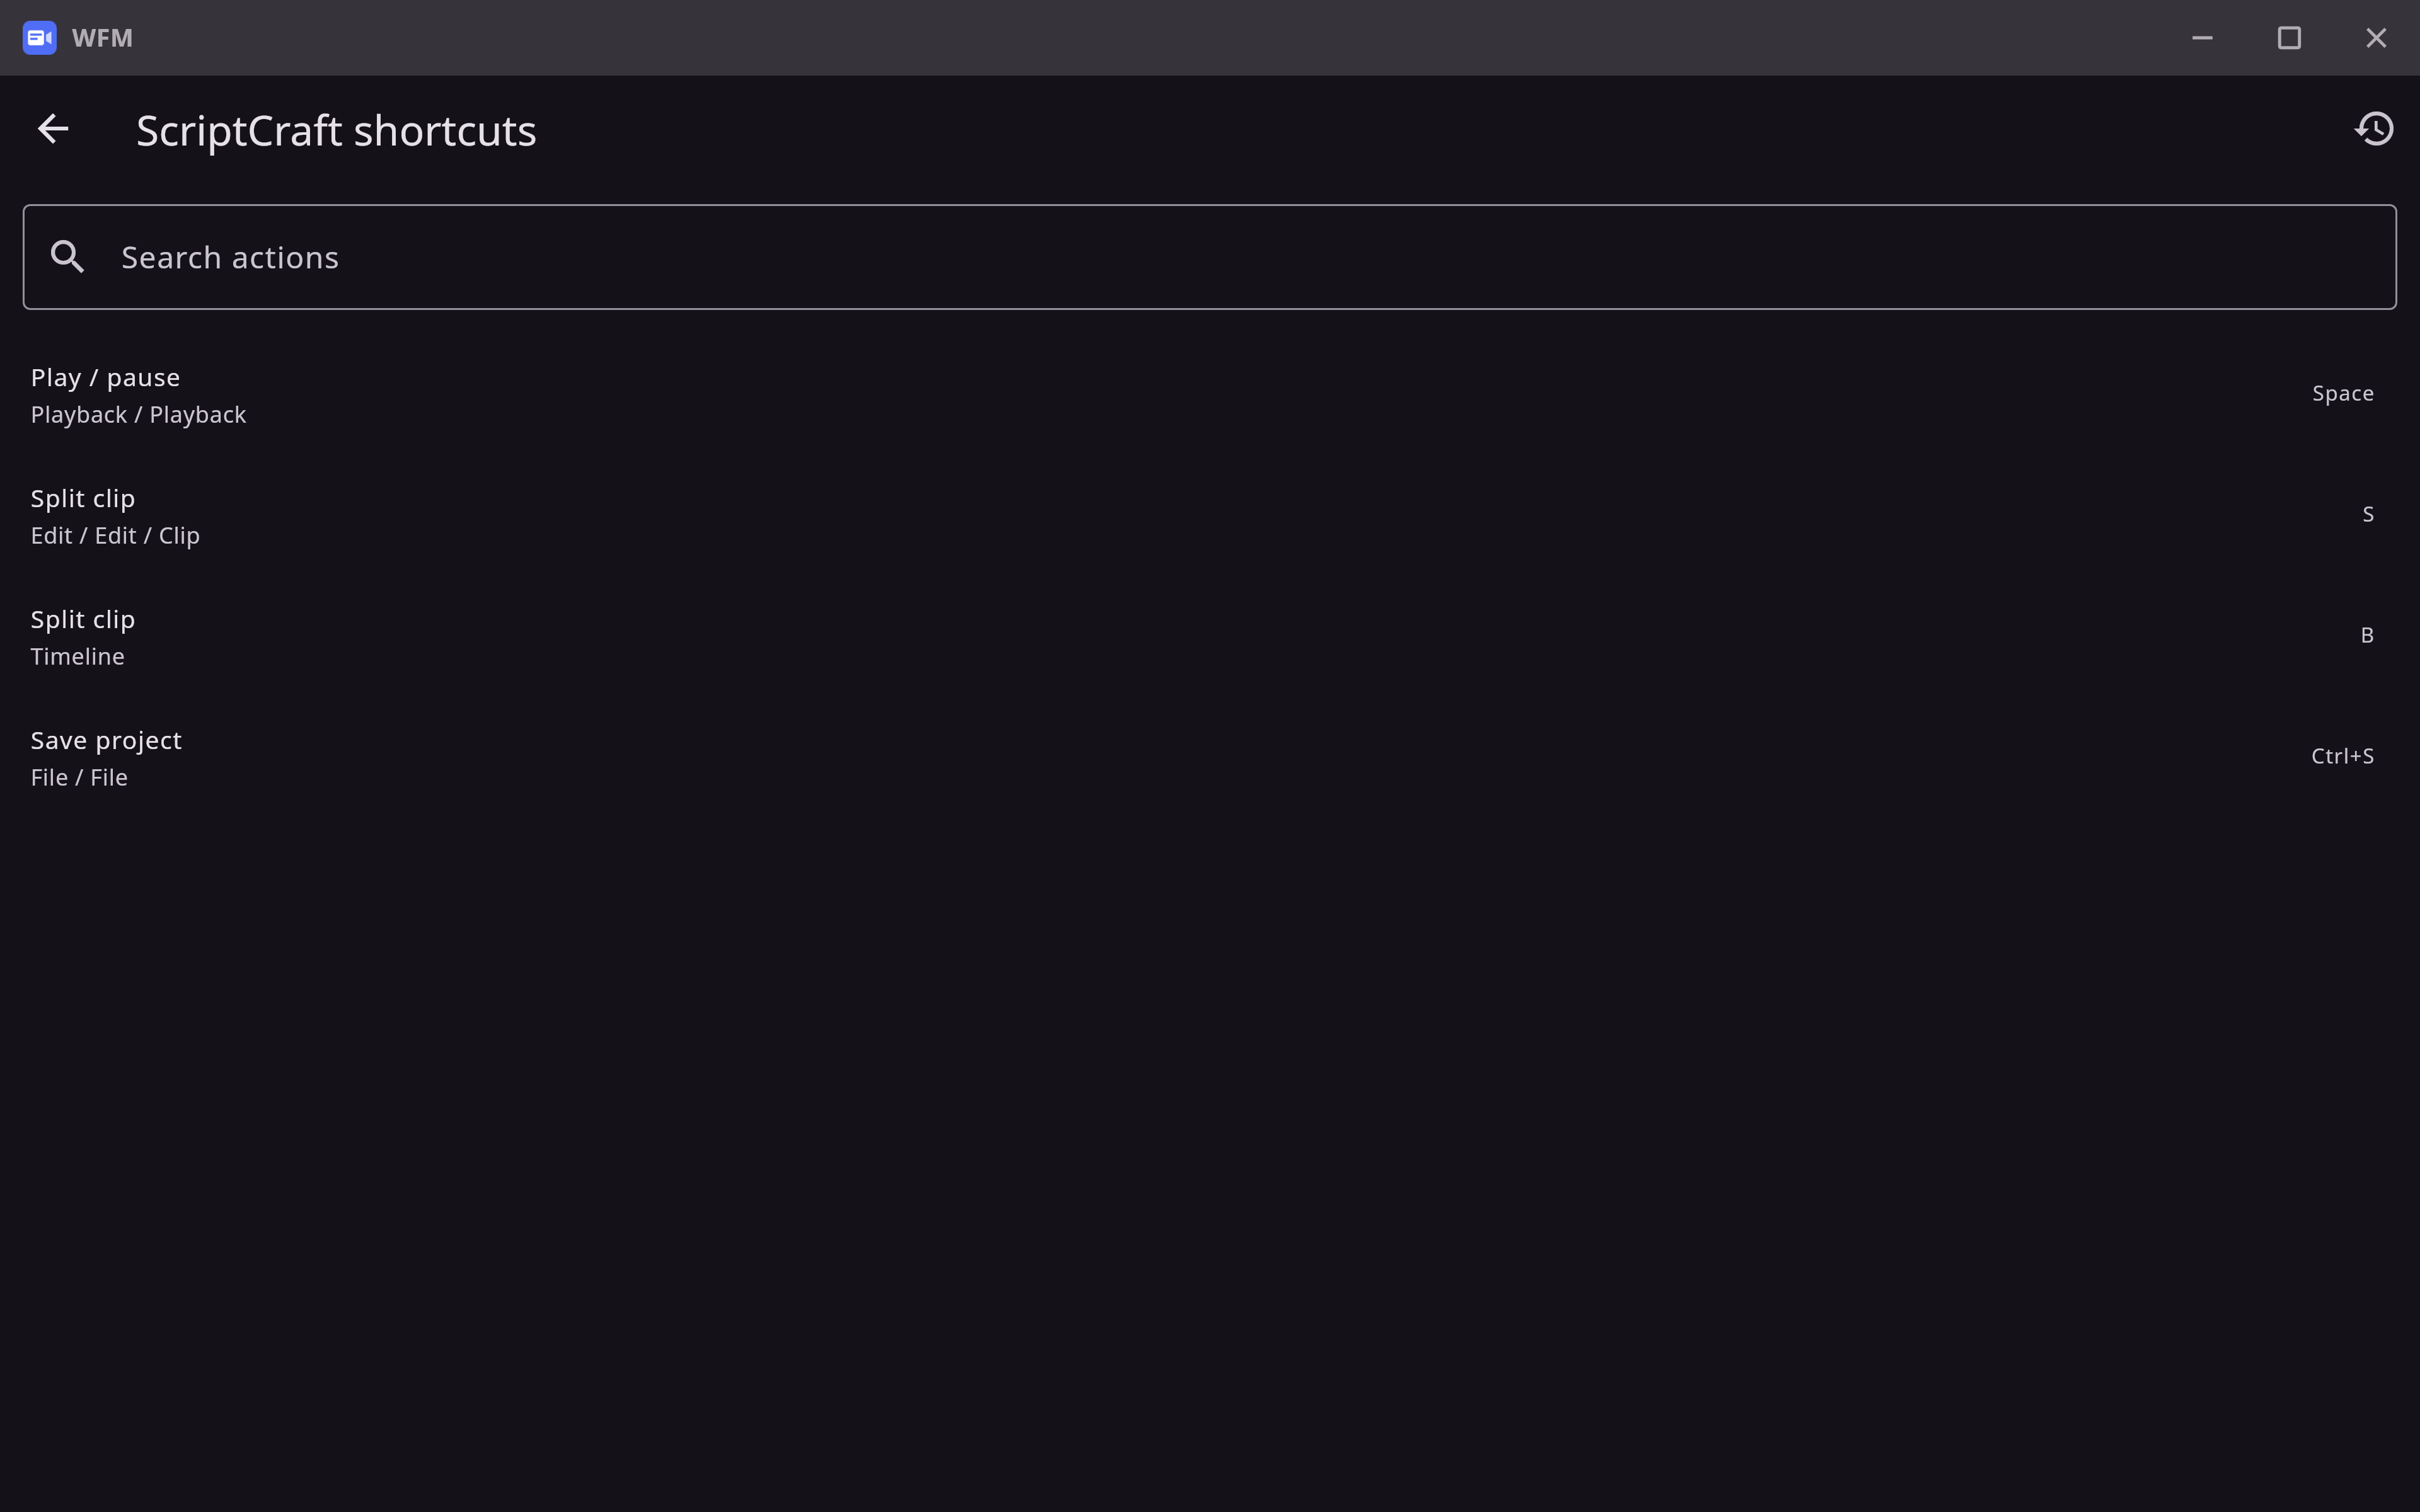 WFM
ScriptCraft shortcuts
Search actions
Play / pause
Playback / Playback
Space
Split clip
Edit / Edit / Clip
S
Split clip
Timeline
B
Save project
File / File
Ctrl+S